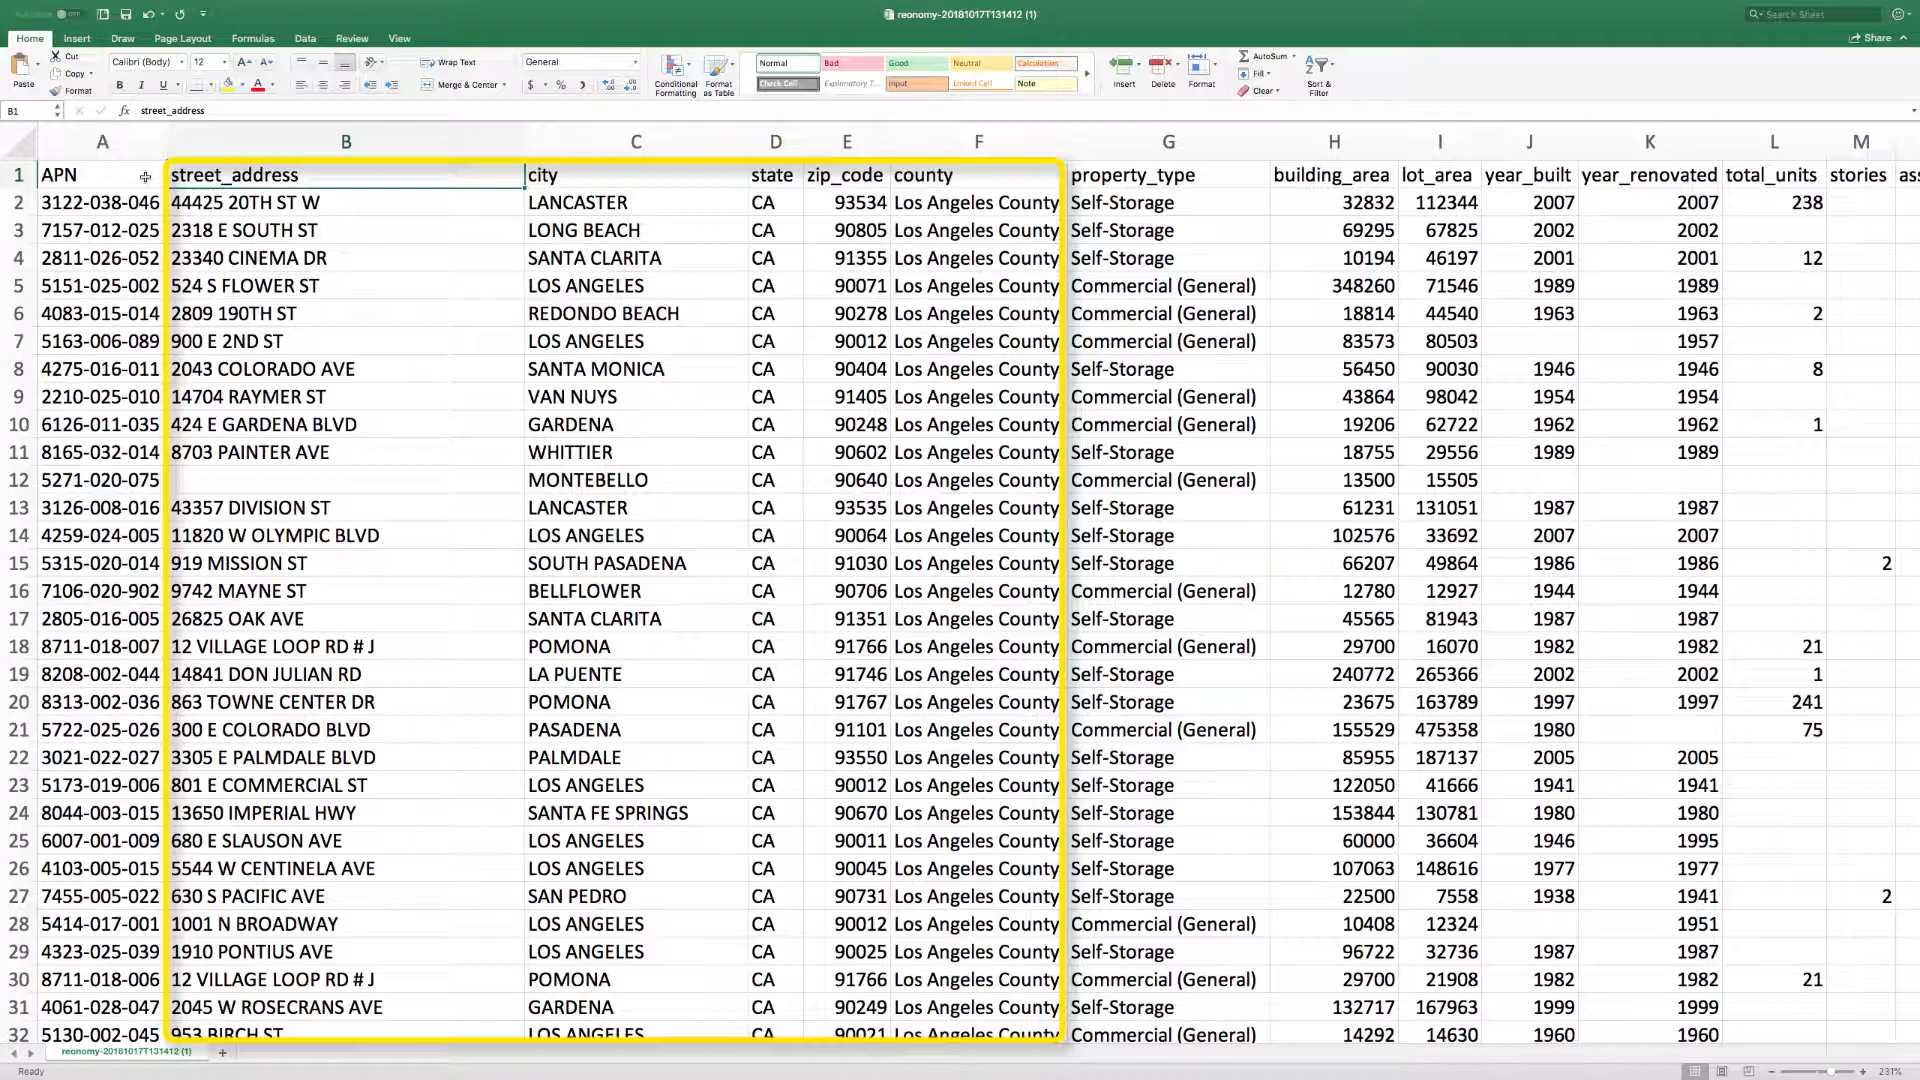 reonomy-20181017T131412 (1)
Search Sheet
Home Insert Draw Page Layout Formulas Data Review View Share
Paste Cut Copy Format
Calibri (Body) 12 A A
B I U A
Wrap Text
Merge & Center
General
$ % )
Conditional Formatting
Format as Table
Normal Bad Good Neutral Calculation
Check Cell Explanatory T... Input Linked Cell Note
Insert Delete Format
AutoSum
Fill
Clear
Sort & Filter
B1 fx street_address
A B C D E F G H I J K L M
1 APN street_address city state zip_code county property_type building_area lot_area year_built year_renovated total_units stories ass
2 3122-038-046 44425 20TH ST W LANCASTER CA 93534 Los Angeles County Self-Storage 32832 112344 2007 2007 238
3 7157-012-025 2318 E SOUTH ST LONG BEACH CA 90805 Los Angeles County Self-Storage 69295 67825 2002 2002
4 2811-026-052 23340 CINEMA DR SANTA CLARITA CA 91355 Los Angeles County Self-Storage 10194 46197 2001 2001 12
5 5151-025-002 524 S FLOWER ST LOS ANGELES CA 90071 Los Angeles County Commercial (General) 348260 71546 1989 1989
6 4083-015-014 2809 190TH ST REDONDO BEACH CA 90278 Los Angeles County Commercial (General) 18814 44540 1963 1963 2
7 5163-006-089 900 E 2ND ST LOS ANGELES CA 90012 Los Angeles County Commercial (General) 83573 80503 1957
8 4275-016-011 2043 COLORADO AVE SANTA MONICA CA 90404 Los Angeles County Self-Storage 56450 90030 1946 1946 8
9 2210-025-010 14704 RAYMER ST VAN NUYS CA 91405 Los Angeles County Commercial (General) 43864 98042 1954 1954
10 6126-011-035 424 E GARDENA BLVD GARDENA CA 90248 Los Angeles County Commercial (General) 19206 62722 1962 1962 1
11 8165-032-014 8703 PAINTER AVE WHITTIER CA 90602 Los Angeles County Self-Storage 18755 29556 1989 1989
12 5271-020-075 MONTEBELLO CA 90640 Los Angeles County Commercial (General) 13500 15505
13 3126-008-016 43357 DIVISION ST LANCASTER CA 93535 Los Angeles County Self-Storage 61231 131051 1987 1987
14 4259-024-005 11820 W OLYMPIC BLVD LOS ANGELES CA 90064 Los Angeles County Self-Storage 102576 33692 2007 2007
15 5315-020-014 919 MISSION ST SOUTH PASADENA CA 91030 Los Angeles County Self-Storage 66207 49864 1986 1986 2
16 7106-020-902 9742 MAYNE ST BELLFLOWER CA 90706 Los Angeles County Commercial (General) 12780 12927 1944 1944
17 2805-016-005 26825 OAK AVE SANTA CLARITA CA 91351 Los Angeles County Self-Storage 45565 81943 1987 1987
18 8711-018-007 12 VILLAGE LOOP RD # J POMONA CA 91766 Los Angeles County Commercial (General) 29700 16070 1982 1982 21
19 8208-002-044 14841 DON JULIAN RD LA PUENTE CA 91746 Los Angeles County Self-Storage 240772 265366 2002 2002 1
20 8313-002-036 863 TOWNE CENTER DR POMONA CA 91767 Los Angeles County Self-Storage 23675 163789 1997 1997 241
21 5722-025-026 300 E COLORADO BLVD PASADENA CA 91101 Los Angeles County Commercial (General) 155529 475358 1980 75
22 3021-022-027 3305 E PALMDALE BLVD PALMDALE CA 93550 Los Angeles County Self-Storage 85955 187137 2005 2005
23 5173-019-006 801 E COMMERCIAL ST LOS ANGELES CA 90012 Los Angeles County Self-Storage 122050 41666 1941 1941
24 8044-003-015 13650 IMPERIAL HWY SANTA FE SPRINGS CA 90670 Los Angeles County Self-Storage 153844 130781 1980 1980
25 6007-001-009 680 E SLAUSON AVE LOS ANGELES CA 90011 Los Angeles County Self-Storage 60000 36604 1946 1995
26 4103-005-015 5544 W CENTINELA AVE LOS ANGELES CA 90045 Los Angeles County Self-Storage 107063 148616 1977 1977
27 7455-005-022 630 S PACIFIC AVE SAN PEDRO CA 90731 Los Angeles County Self-Storage 22500 7558 1938 1941 2
28 5414-017-001 1001 N BROADWAY LOS ANGELES CA 90012 Los Angeles County Commercial (General) 10408 12324 1951
29 4323-025-039 1910 PONTIUS AVE LOS ANGELES CA 90025 Los Angeles County Self-Storage 96722 32736 1987 1987
30 8711-018-006 12 VILLAGE LOOP RD # J POMONA CA 91766 Los Angeles County Commercial (General) 29700 21908 1982 1982 21
31 4061-028-047 2045 W ROSECRANS AVE GARDENA CA 90249 Los Angeles County Self-Storage 132717 167963 1999 1999
32 5130-002-045 953 BIRCH ST LOS ANGELES CA 90021 Los Angeles County Commercial (General) 14292 14630 1960 1960
reonomy-20181017T131412 (1) +
Ready 231%